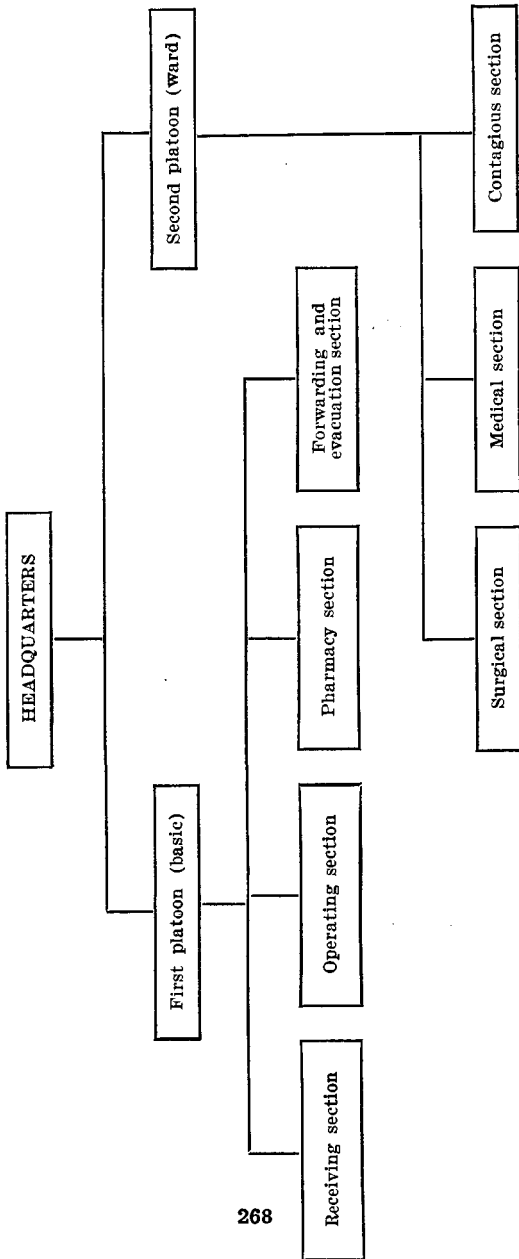 HEADQUARTERS
First platoon (basic)
Second platoon (ward)
Receiving section
Operating section
Pharmacy section
Forwarding and
evacuation section
Surgical section
Medical section
Contagious section
268